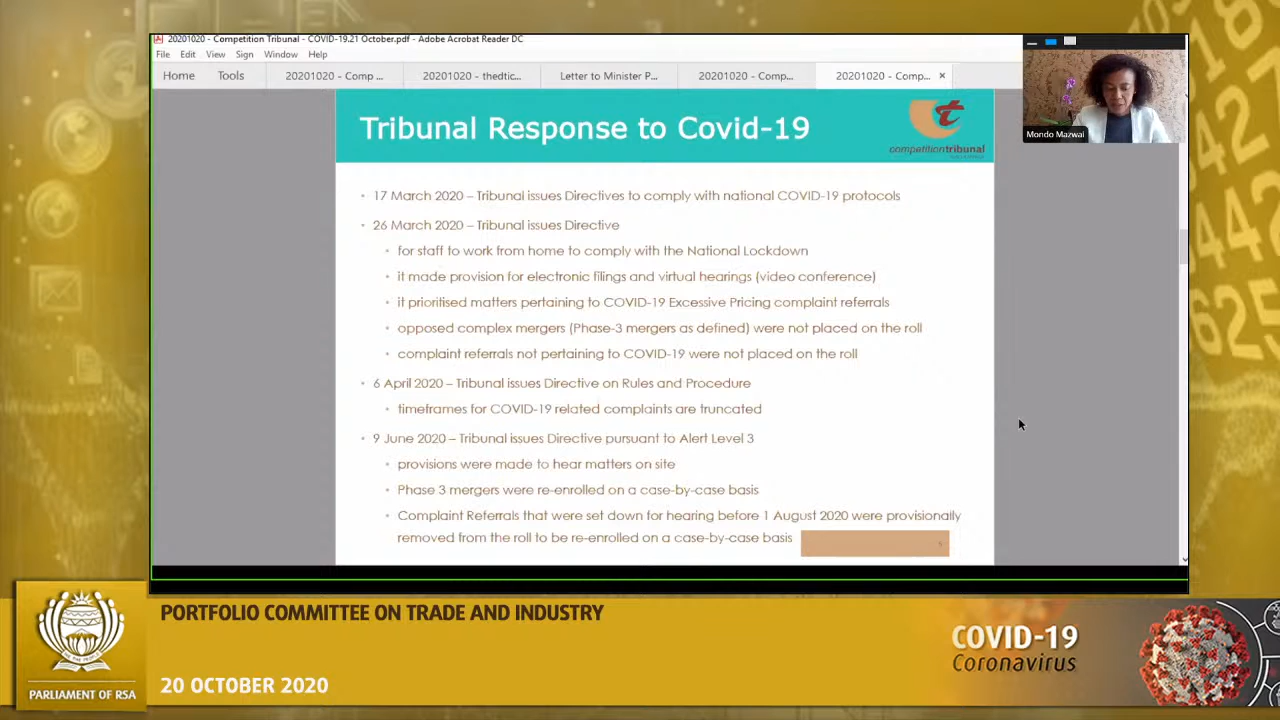 20201020 - Competition Tribunal - COVID-19.21 October.pdf - Adobe Acrobat Reader DC
File Edit View Sign Window Help
Home Tools 20201020 - Comp ... 20201020 - thedtic... Letter to Minister P... 20201020 - Comp... 20201020 - Comp... ×
Mondo Mazwai
Tribunal Response to Covid-19
competitiontribunal
• 17 March 2020 – Tribunal issues Directives to comply with national COVID-19 protocols
• 26 March 2020 – Tribunal issues Directive
• for staff to work from home to comply with the National Lockdown
• it made provision for electronic filings and virtual hearings (video conference)
• it prioritised matters pertaining to COVID-19 Excessive Pricing complaint referrals
• opposed complex mergers (Phase-3 mergers as defined) were not placed on the roll
• complaint referrals not pertaining to COVID-19 were not placed on the roll
• 6 April 2020 – Tribunal issues Directive on Rules and Procedure
• timeframes for COVID-19 related complaints are truncated
• 9 June 2020 – Tribunal issues Directive pursuant to Alert Level 3
• provisions were made to hear matters on site
• Phase 3 mergers were re-enrolled on a case-by-case basis
• Complaint Referrals that were set down for hearing before 1 August 2020 were provisionally
removed from the roll to be re-enrolled on a case-by-case basis
PORTFOLIO COMMITTEE ON TRADE AND INDUSTRY
20 OCTOBER 2020
PARLIAMENT OF RSA
COVID-19
Coronavirus